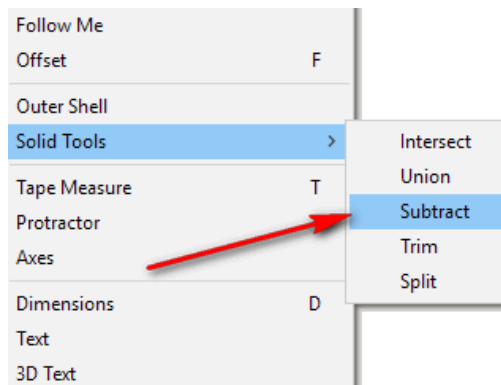 Follow Me
Offset F
Outer Shell
Solid Tools >
Tape Measure T
Protractor
Axes
Dimensions D
Text
3D Text
Intersect
Union
Subtract
Trim
Split